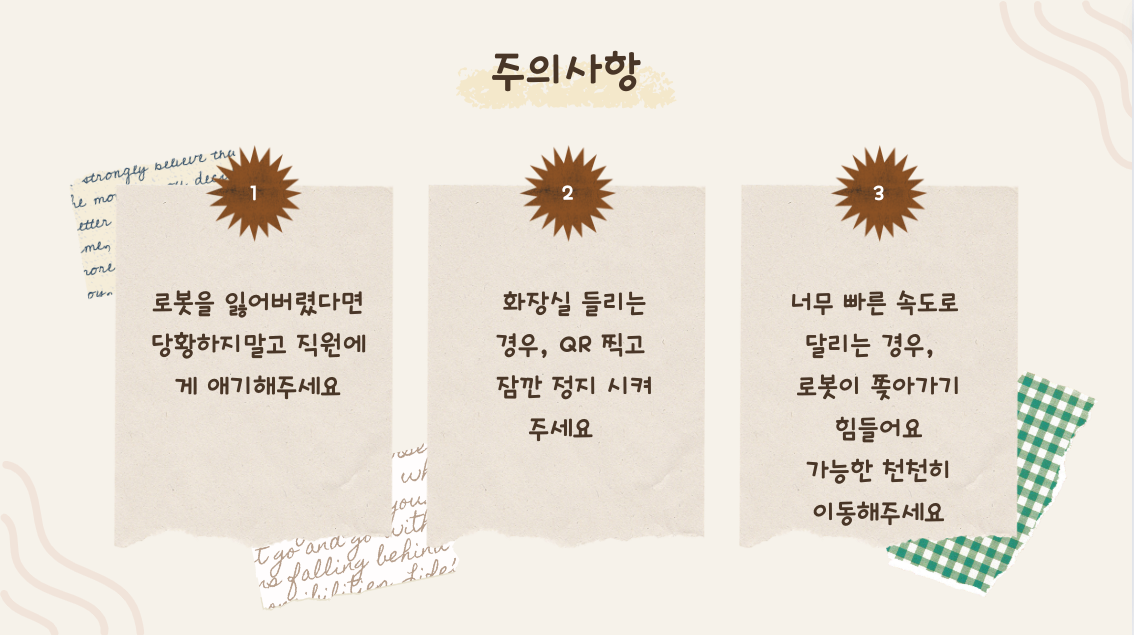 주의사항
strongly believe tha
he mo
etter
men
nore
ou
1
로봇을 잃어버렸다면
당황하지말고 직원에
게 얘기해주세요
2
화장실 들리는
경우, QR 찍고
잠깐 정지 시켜
주세요
3
너무 빠른 속도로
달리는 경우,
로봇이 쫓아가기
힘들어요
가능한 천천히
이동해주세요
wh
you
t go and go with
s falling behind